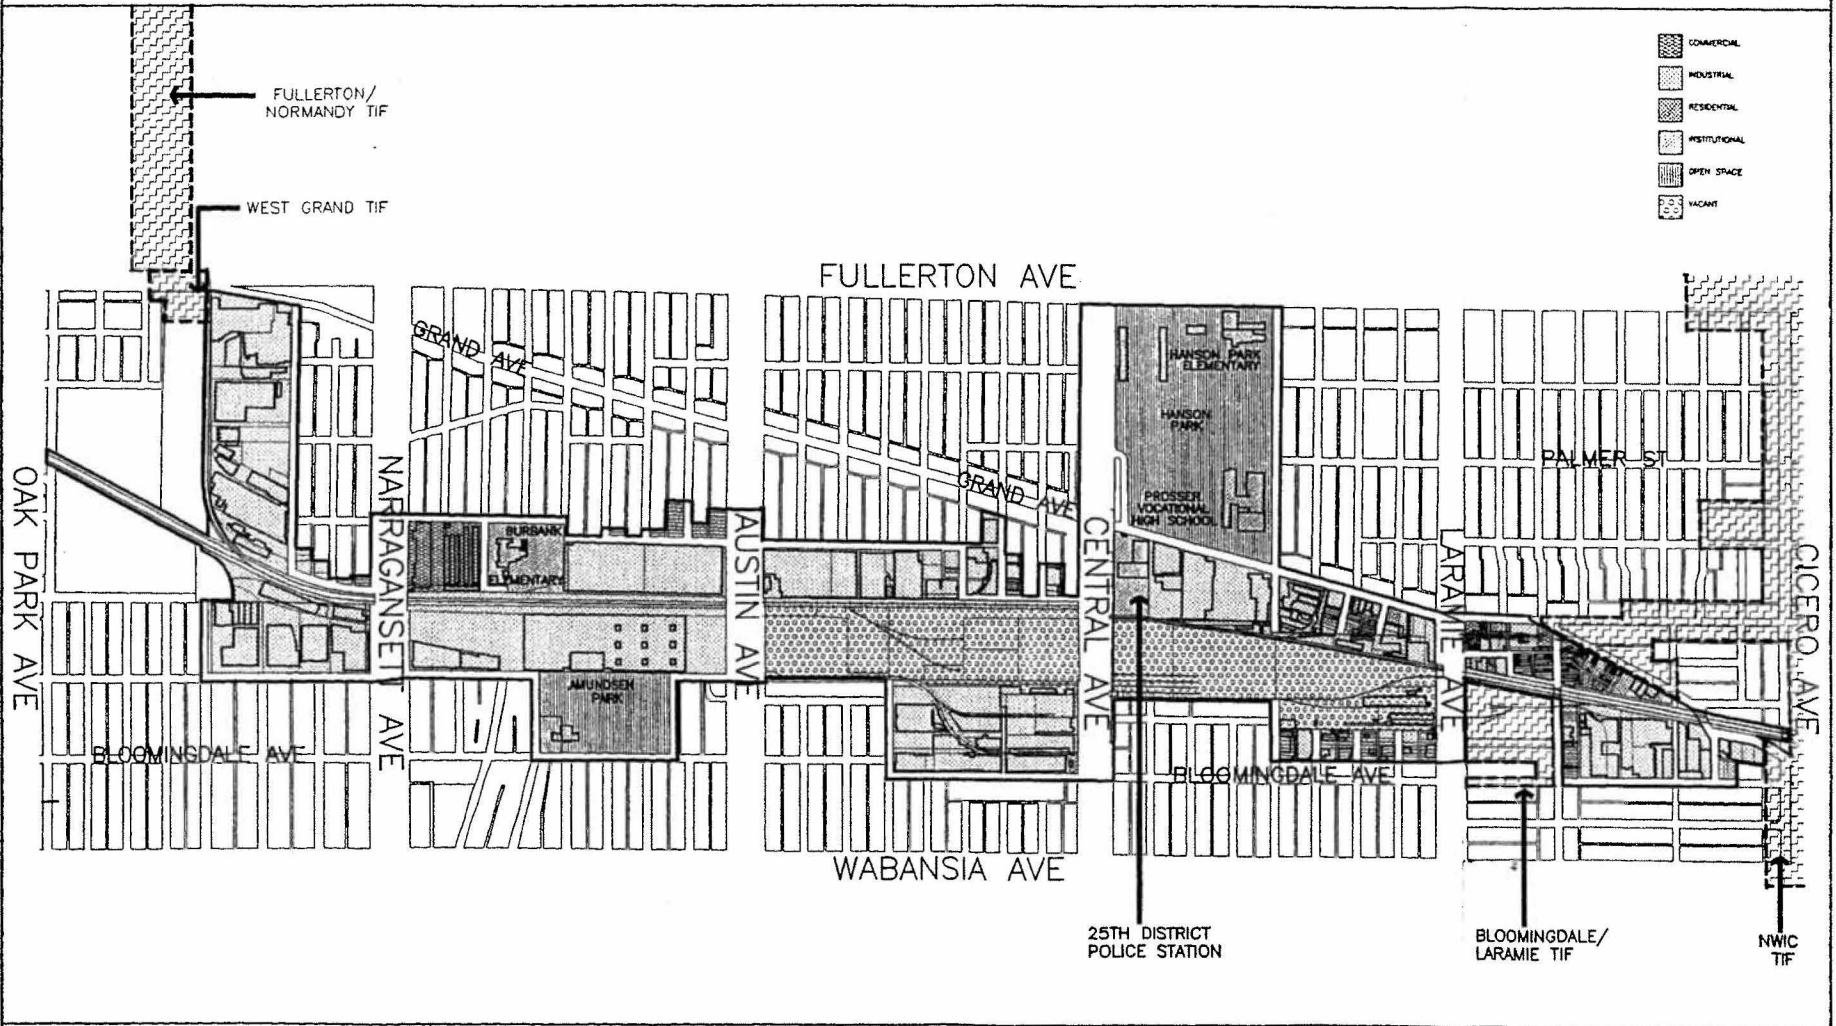 COMMERCIAL
INDUSTRIAL
RESIDENTIAL
INSTITUTIONAL
OPEN SPACE
VACANT
FULLERTON/
NORMANDY TIF
WEST GRAND TIF
FULLERTON AVE
GRAND AVE
HANSON PARK
ELEMENTARY
HANSON
PARK
PALMER ST
GRAND AVE
PROSSER
VOCATIONAL
HIGH SCHOOL
OAK PARK AVE
NARRAGANSETT AVE
BURBANK
ELEMENTARY
AUSTIN AVE
CENTRAL AVE
LARAMIE AVE
CICERO AVE
AMUNDSEN
PARK
BLOOMINGDALE AVE
BLOOMINGDALE AVE
WABANSIA AVE
25TH DISTRICT
POLICE STATION
BLOOMINGDALE/
LARAMIE TIF
NWIC
TIF